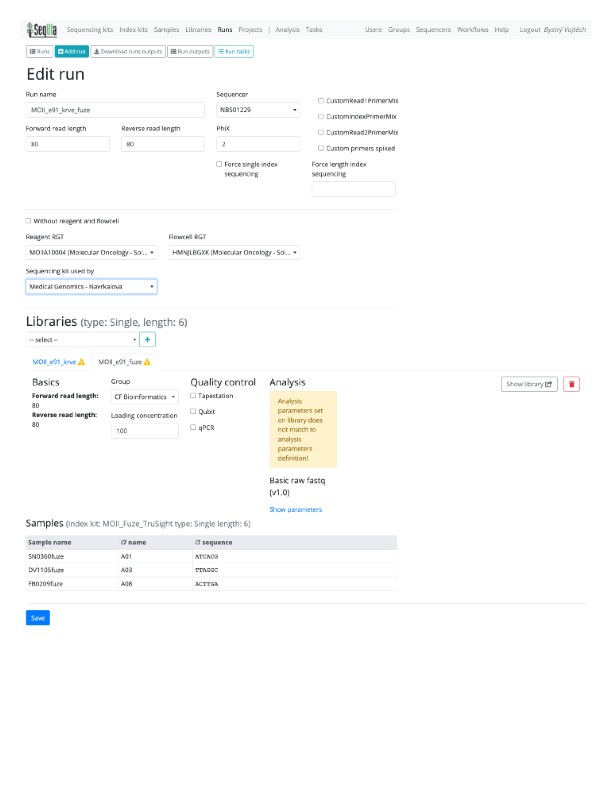 SeqUIa Sequencing kits Index kits Samples Libraries Runs Projects | Analysis Tasks Users Groups Sequencers Workflows Help Logout Bystrý Vojtěch
Runs Add run Download runs outputs Run outputs Run tasks
Edit run
Run name Sequencer
MOII_e91_krve_fuze NB501229
CustomRead1PrimerMix
CustomIndexPrimerMix
CustomRead2PrimerMix
Custom primers spiked
Forward read length Reverse read length PhiX
80 80 2
Force single index sequencing
Force length index sequencing
Without reagent and flowcell
Reagent RGT Flowcell RGT
MOIIA10004 (Molecular Oncology - Sol... HMNJLBGXK (Molecular Oncology - Sol...
Sequencing kit used by
Medical Genomics - Navrkalova
Libraries (type: Single, length: 6)
-- select -- +
MOII_e91_krve MOII_e91_fuze
Basics Group Quality control Analysis Show library
Forward read length:
80
Reverse read length:
80
CF Bioinformatics
Loading concentration
100
Tapestation
Qubit
qPCR
Analysis
parameters set
on library does
not match to
analysis
parameters
definition!
Basic raw fastq
(v1.0)
Show parameters
Samples (Index kit: MOII_Fuze_TruSight type: Single length: 6)
Sample name i7 name i7 sequence
SN0360fuze A01 ATCACG
DV1105fuze A03 TTAGGC
FB0209fuze A08 ACTTGA
Save